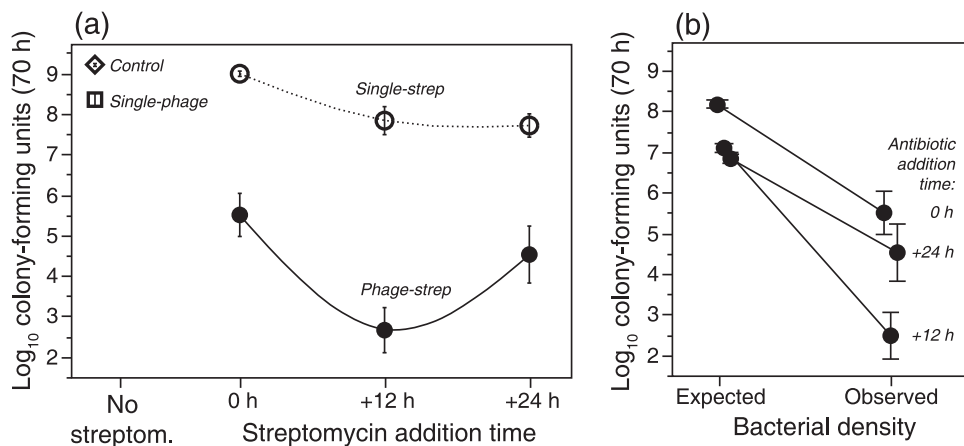 (a)
Log10 colony-forming units (70 h)
9
8
7
6
5
4
3
2
Control
Single-phage
Single-strep
Phage-strep
No
streptom.
0 h
+12 h
+24 h
Streptomycin addition time
(b)
Log10 colony-forming units (70 h)
9
8
7
6
5
4
3
2
Antibiotic
addition
time:
0 h
+24 h
+12 h
Expected
Observed
Bacterial density